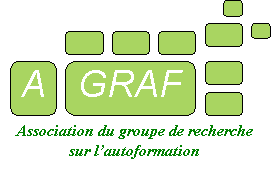 A GRAF
Association du groupe de recherche
sur l'autoformation